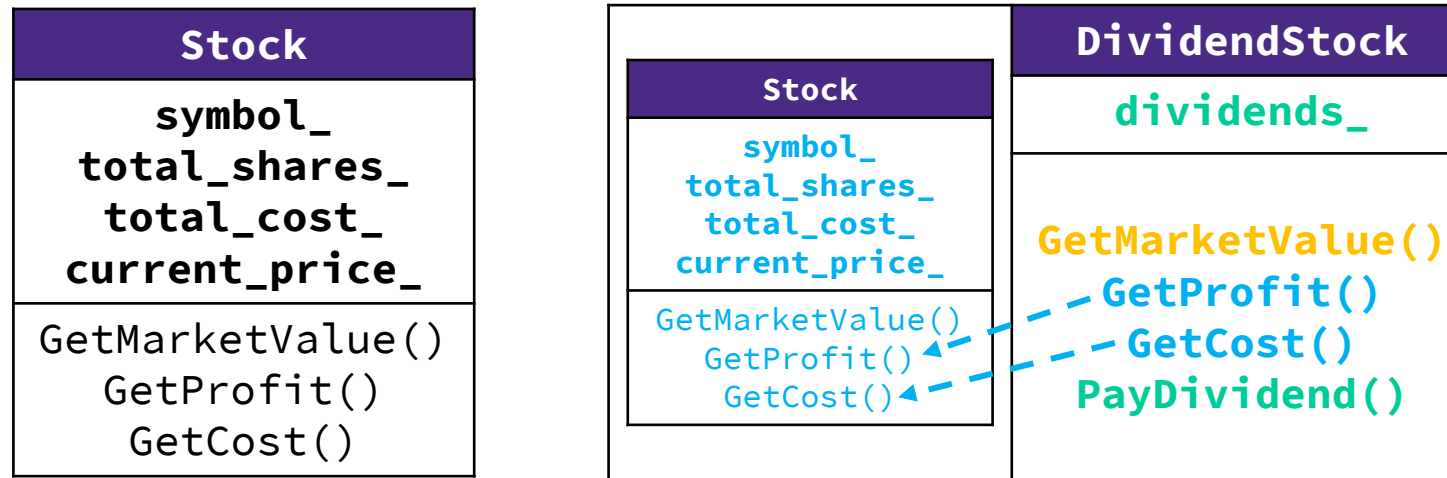 Stock
symbol_
total_shares_
total_cost_
current_price_
GetMarketValue()
GetProfit()
GetCost()
Stock
symbol_
total_shares_
total_cost_
current_price_
GetMarketValue()
GetProfit()
GetCost()
DividendStock
dividends_
GetMarketValue()
GetProfit()
GetCost()
PayDividend()